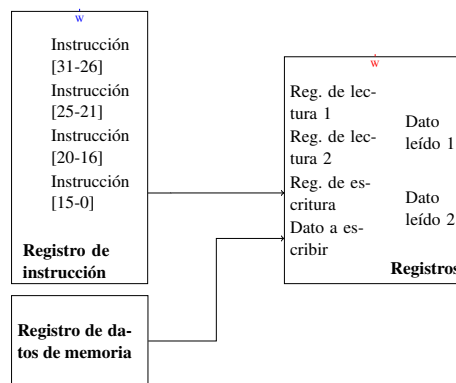 w
Instrucción
[31-26]
Instrucción
[25-21]
Instrucción
[20-16]
Instrucción
[15-0]
Registro de
instrucción
Registro de da-
tos de memoria
w
Reg. de lec-
tura 1
Reg. de lec-
tura 2
Reg. de es-
critura
Dato a es-
cribir
Dato
leído 1
Dato
leído 2
Registros